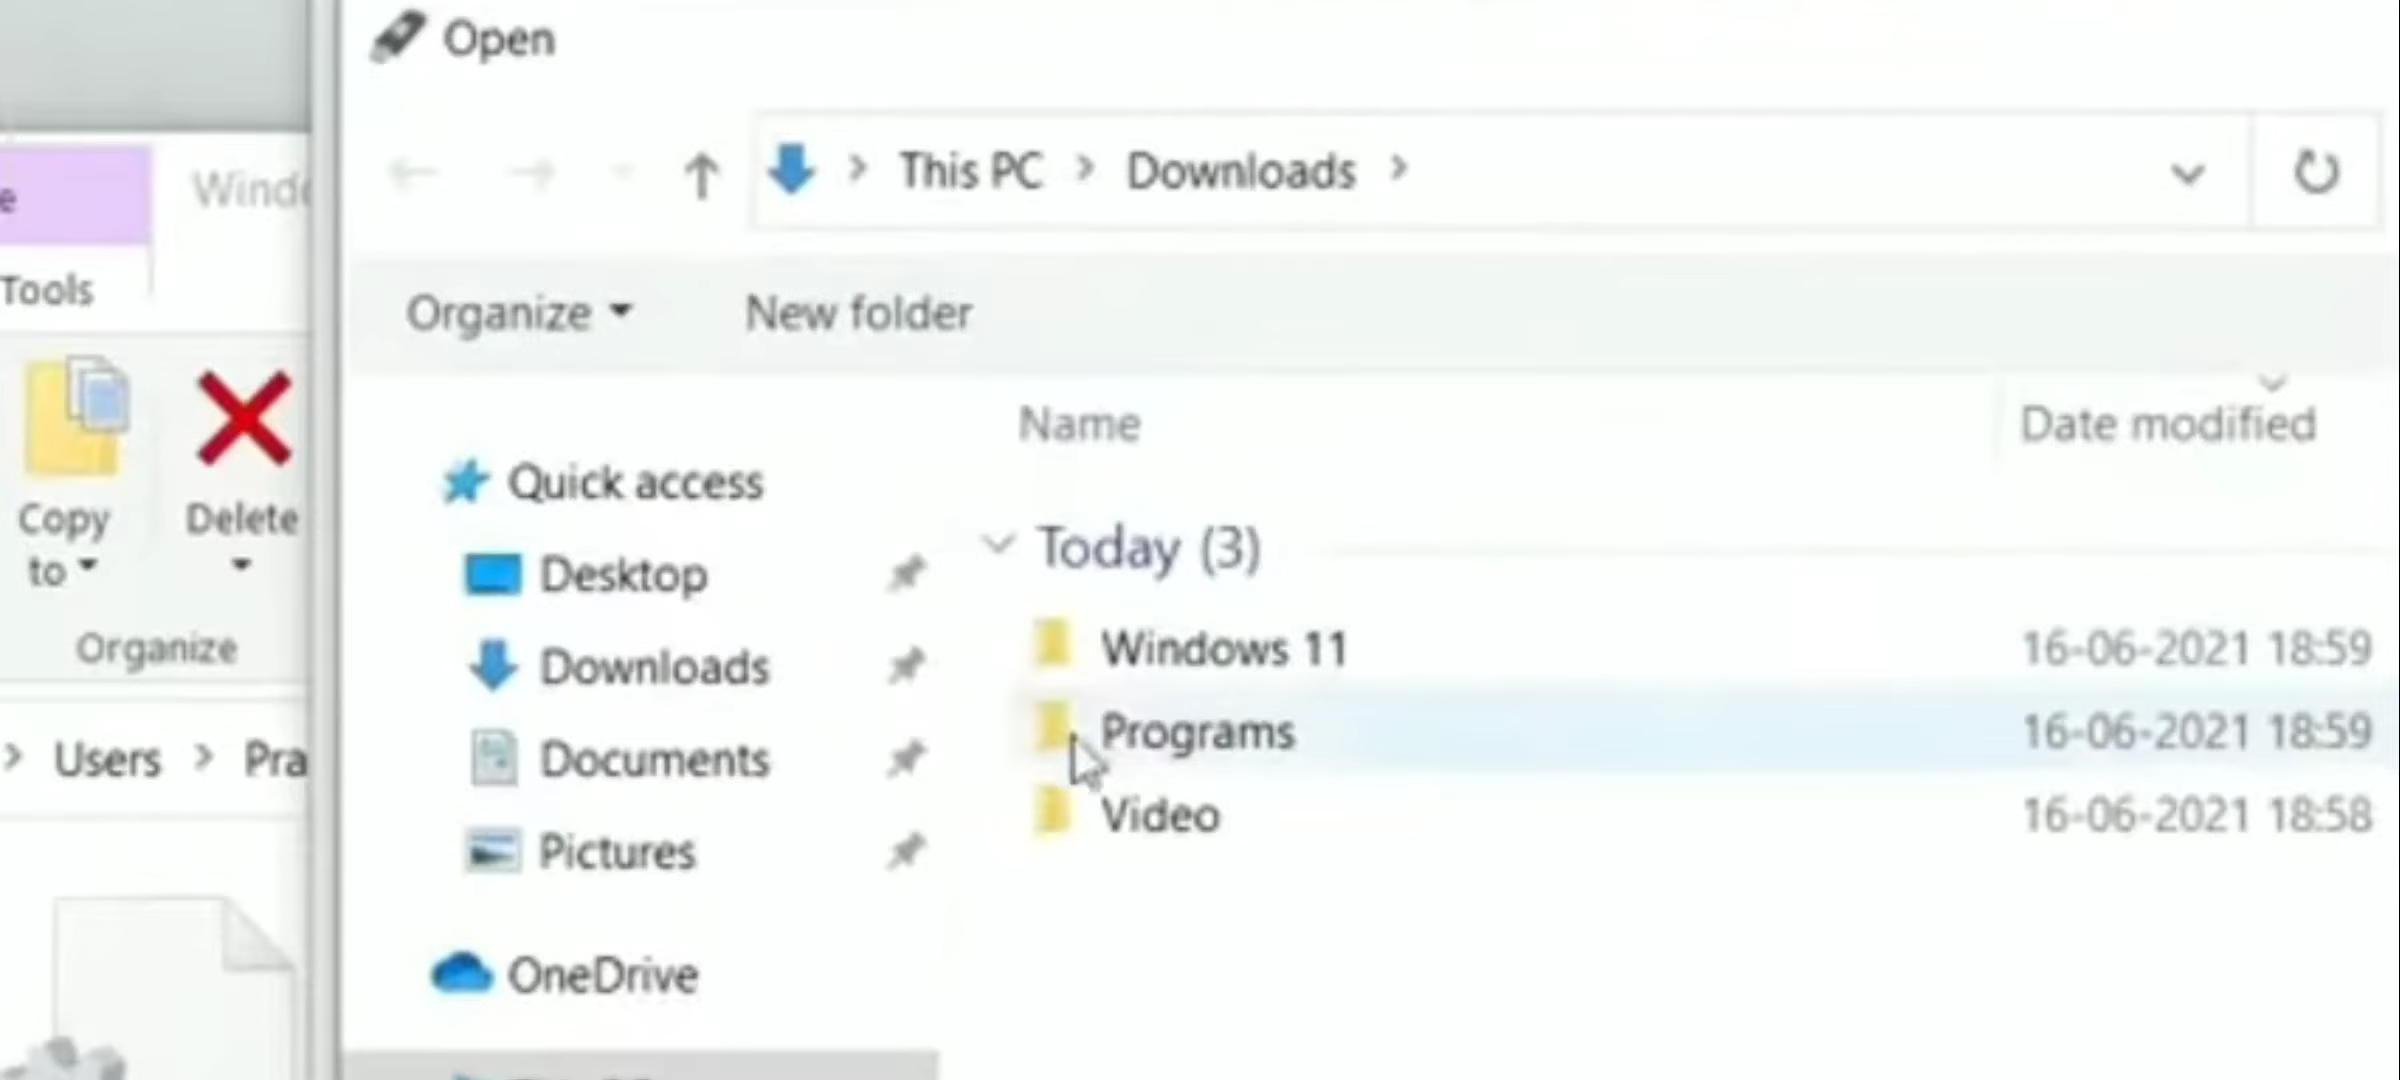 Open
This PC > Downloads >
Organize
New folder
Name
Date modified
Quick access
Desktop
Downloads
Documents
Pictures
OneDrive
Today (3)
Windows 11 16-06-2021 18:59
Programs 16-06-2021 18:59
Video 16-06-2021 18:58
e
Wind
Tools
Copy to
Delete
Organize
> Users > Pra